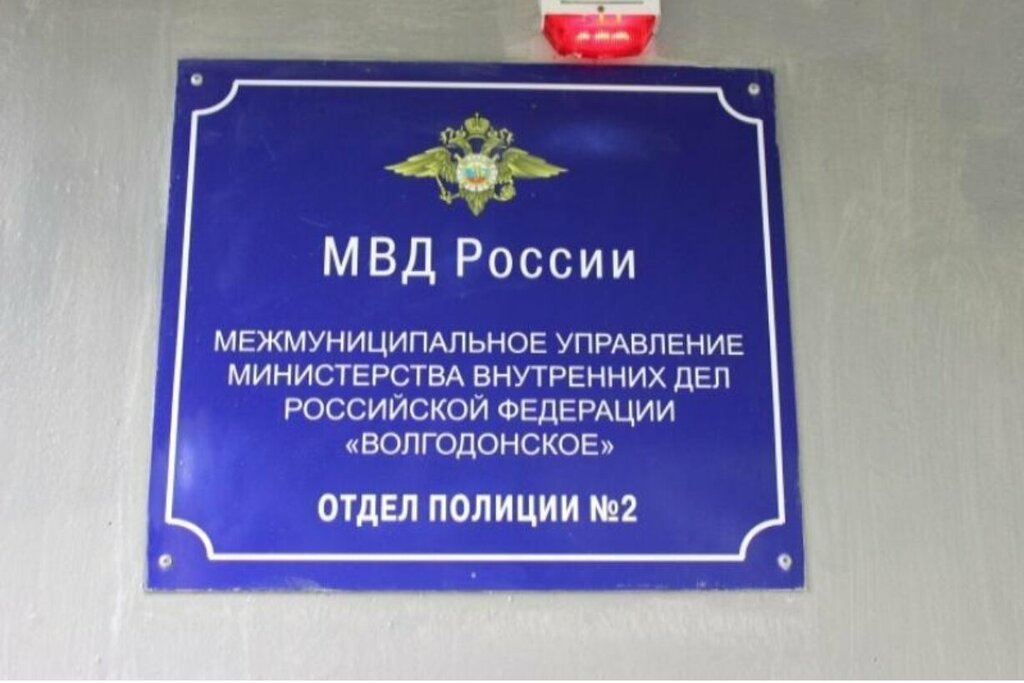 МВД России
МЕЖМУНИЦИПАЛЬНОЕ УПРАВЛЕНИЕ
МИНИСТЕРСТВА ВНУТРЕННИХ ДЕЛ
РОССИЙСКОЙ ФЕДЕРАЦИИ
«ВОЛГОДОНСКОЕ»
ОТДЕЛ ПОЛИЦИИ №2